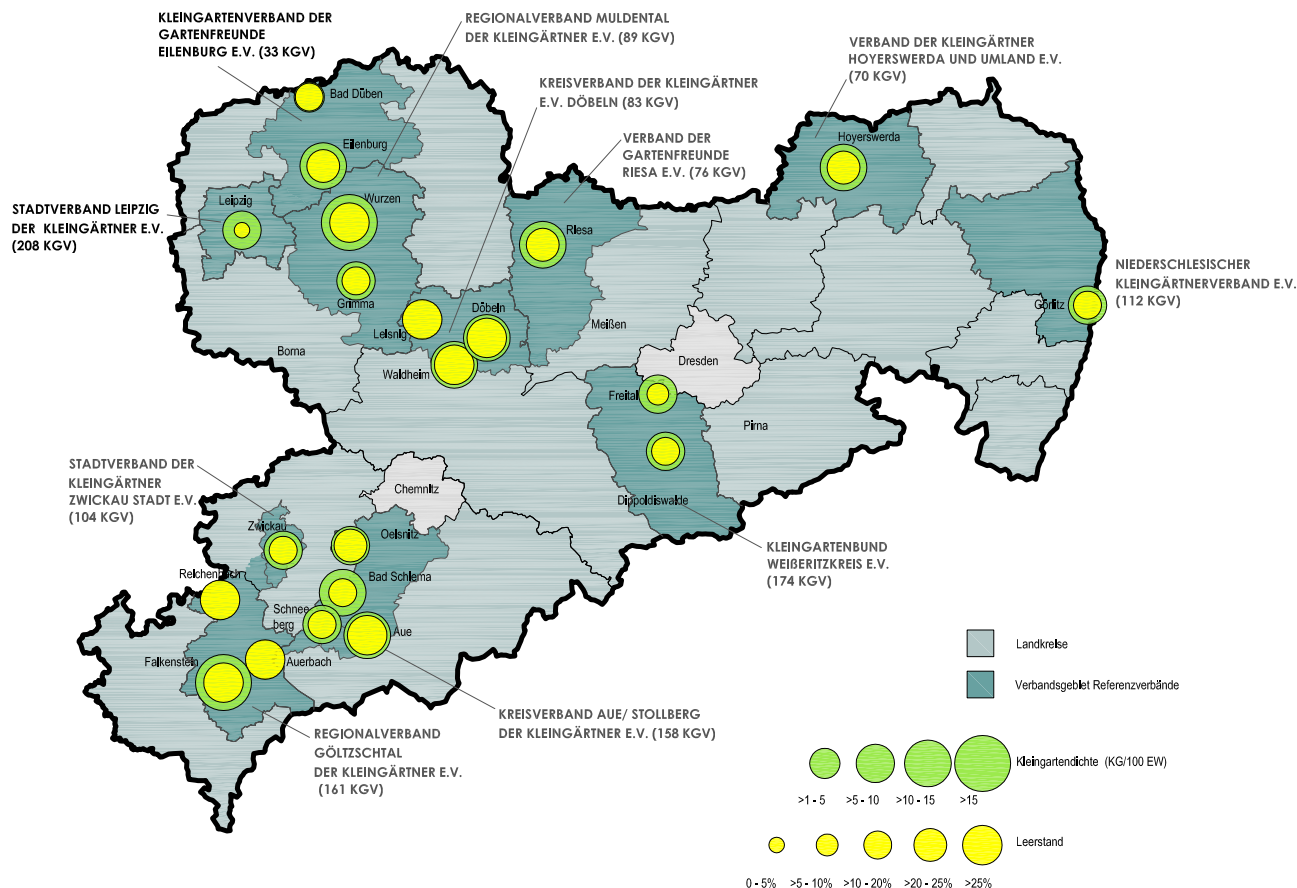 KLEINGARTENVERBAND DER
GARTENFREUNDE
EILENBURG E.V. (33 KGV)
REGIONALVERBAND MULDENTAL
DER KLEINGÄRTNER E.V. (89 KGV)
KREISVERBAND DER KLEINGÄRTNER
E.V. DÖBELN (83 KGV)
VERBAND DER
GARTENFREUNDE
RIESA E.V. (76 KGV)
VERBAND DER KLEINGÄRTNER
HOYERSWERDA UND UMLAND E.V.
(70 KGV)
STADTVERBAND LEIPZIG
DER KLEINGÄRTNER E.V.
(208 KGV)
NIEDERSCHLESISCHER
KLEINGÄRTNERVERBAND E.V.
(112 KGV)
Bad Düben
Eilenburg
Hoyerswerda
Leipzig
Wurzen
Riesa
Grimma
Görlitz
Leisnig
Döbeln
Meißen
Borna
Waldheim
Dresden
Freital
Pirna
Dippoldiswalde
STADTVERBAND DER
KLEINGÄRTNER
ZWICKAU STADT E.V.
(104 KGV)
Chemnitz
Zwickau
Oelsnitz
Reichenbach
Bad Schlema
Schnee
berg
Aue
Falkenstein
Auerbach
KLEINGARTENBUND
WEIßERITZKREIS E.V.
(174 KGV)
KREISVERBAND AUE/ STOLLBERG
DER KLEINGÄRTNER E.V. (158 KGV)
REGIONALVERBAND
GÖLTZSCHTAL
DER KLEINGÄRTNER E.V.
(161 KGV)
Landkreise
Verbandsgebiet Referenzverbände
Kleingartendichte (KG/100 EW)
>1 - 5 >5 - 10 >10 - 15 >15
Leerstand
0 - 5% >5 - 10% >10 - 20% >20 - 25% >25%